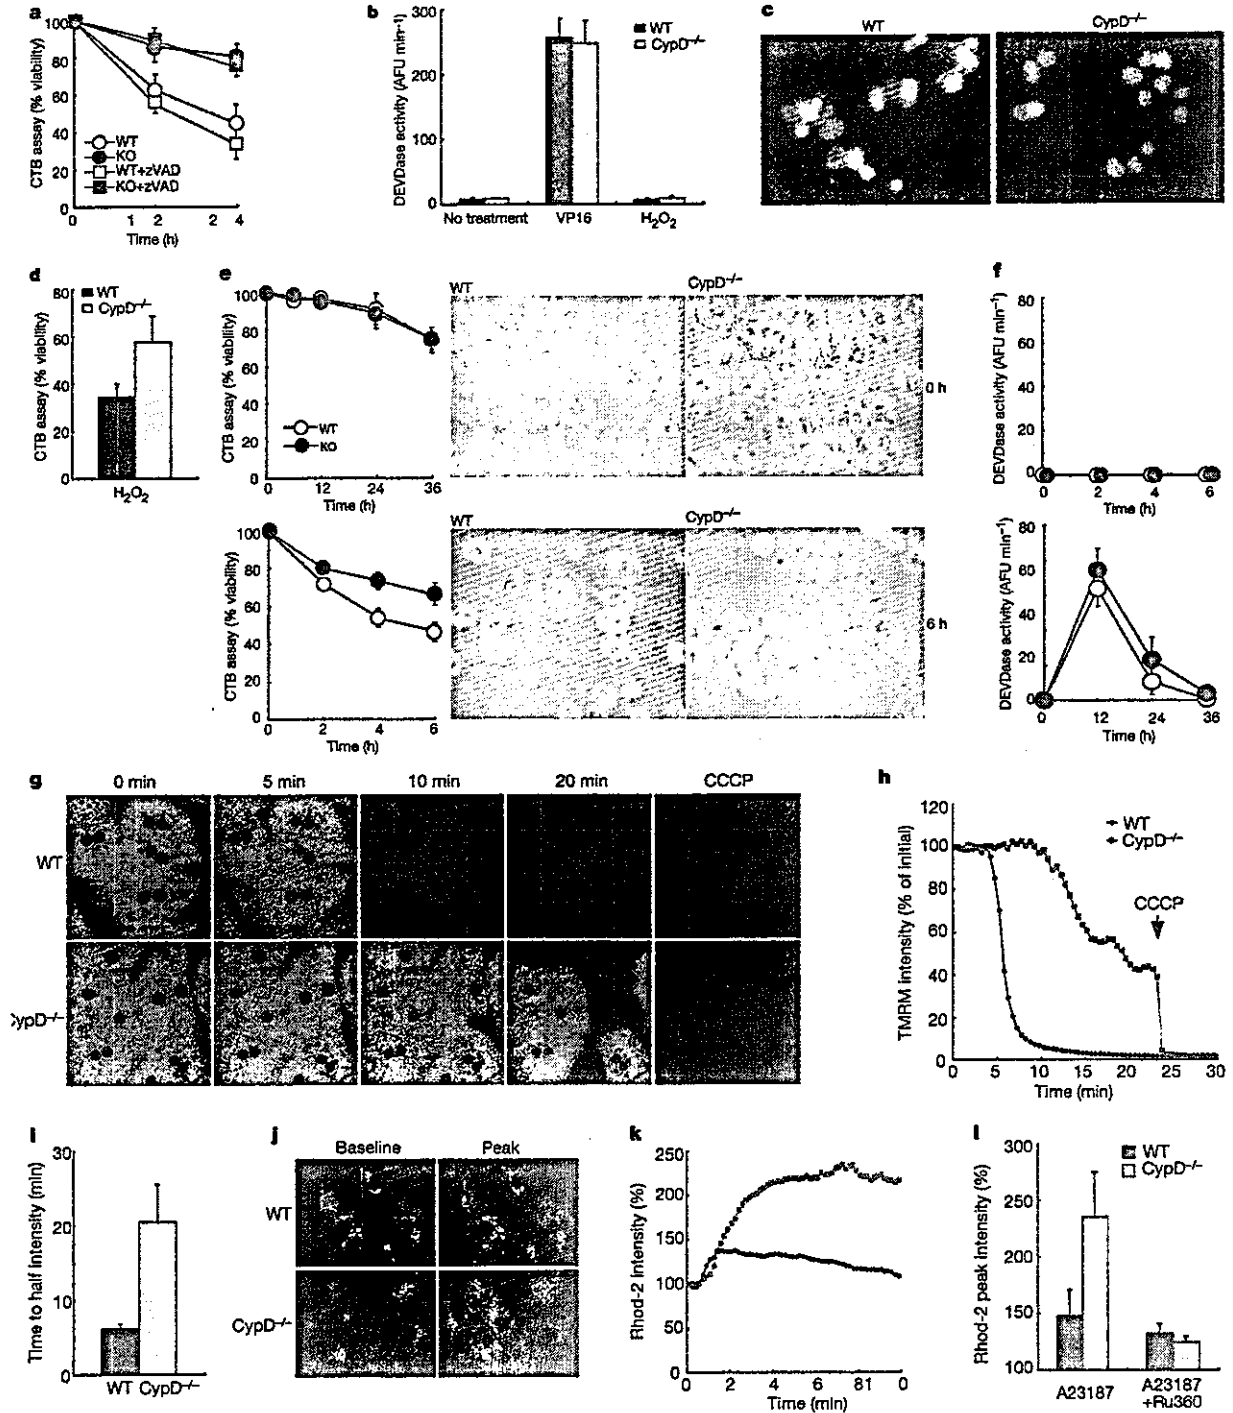 a
CTB assay (% viability)
100
80
60
40
20
0
WT
KO
WT+zVAD
KO+zVAD
0 1 2 2 4
Time (h)
b
DEVDase activity (AFU min⁻¹)
300
200
100
0
WT
CypD⁻/⁻
No treatment VP16 H₂O₂
c
WT CypD⁻/⁻
d
CTB assay (% viability)
80
60
40
20
0
WT
CypD⁻/⁻
H₂O₂
e
CTB assay (% viability)
100
80
60
40
20
0
WT
KO
36 12 24 36
Time (h)
WT CypD⁻/⁻
0 h
CTB assay (% viability)
100
80
60
40
20
0
0 2 4 6
Time (h)
WT CypD⁻/⁻
6 h
f
DEVDase activity (AFU min⁻¹)
80
60
40
20
0
0 2 4 6
Time (h)
DEVDase activity (AFU min⁻¹)
80
60
40
20
0
0 12 24 36
Time (h)
g
0 min 5 min 10 min 20 min CCCP
WT
ypD⁻/⁻
h
TMRM intensity (% of initial)
120
100
80
60
40
20
0
WT
CypD⁻/⁻
CCCP
0 5 10 15 20 25 30
Time (min)
i
Time to half intensity (min)
30
20
10
0
WT CypD⁻/⁻
j
Baseline Peak
WT
CypD⁻/⁻
k
Rhod-2 intensity (%)
250
200
150
100
50
0
0 2 4 6 81 0
Time (min)
l
Rhod-2 peak intensity (%)
300
250
200
150
100
WT
CypD⁻/⁻
A23187 A23187
+Ru360